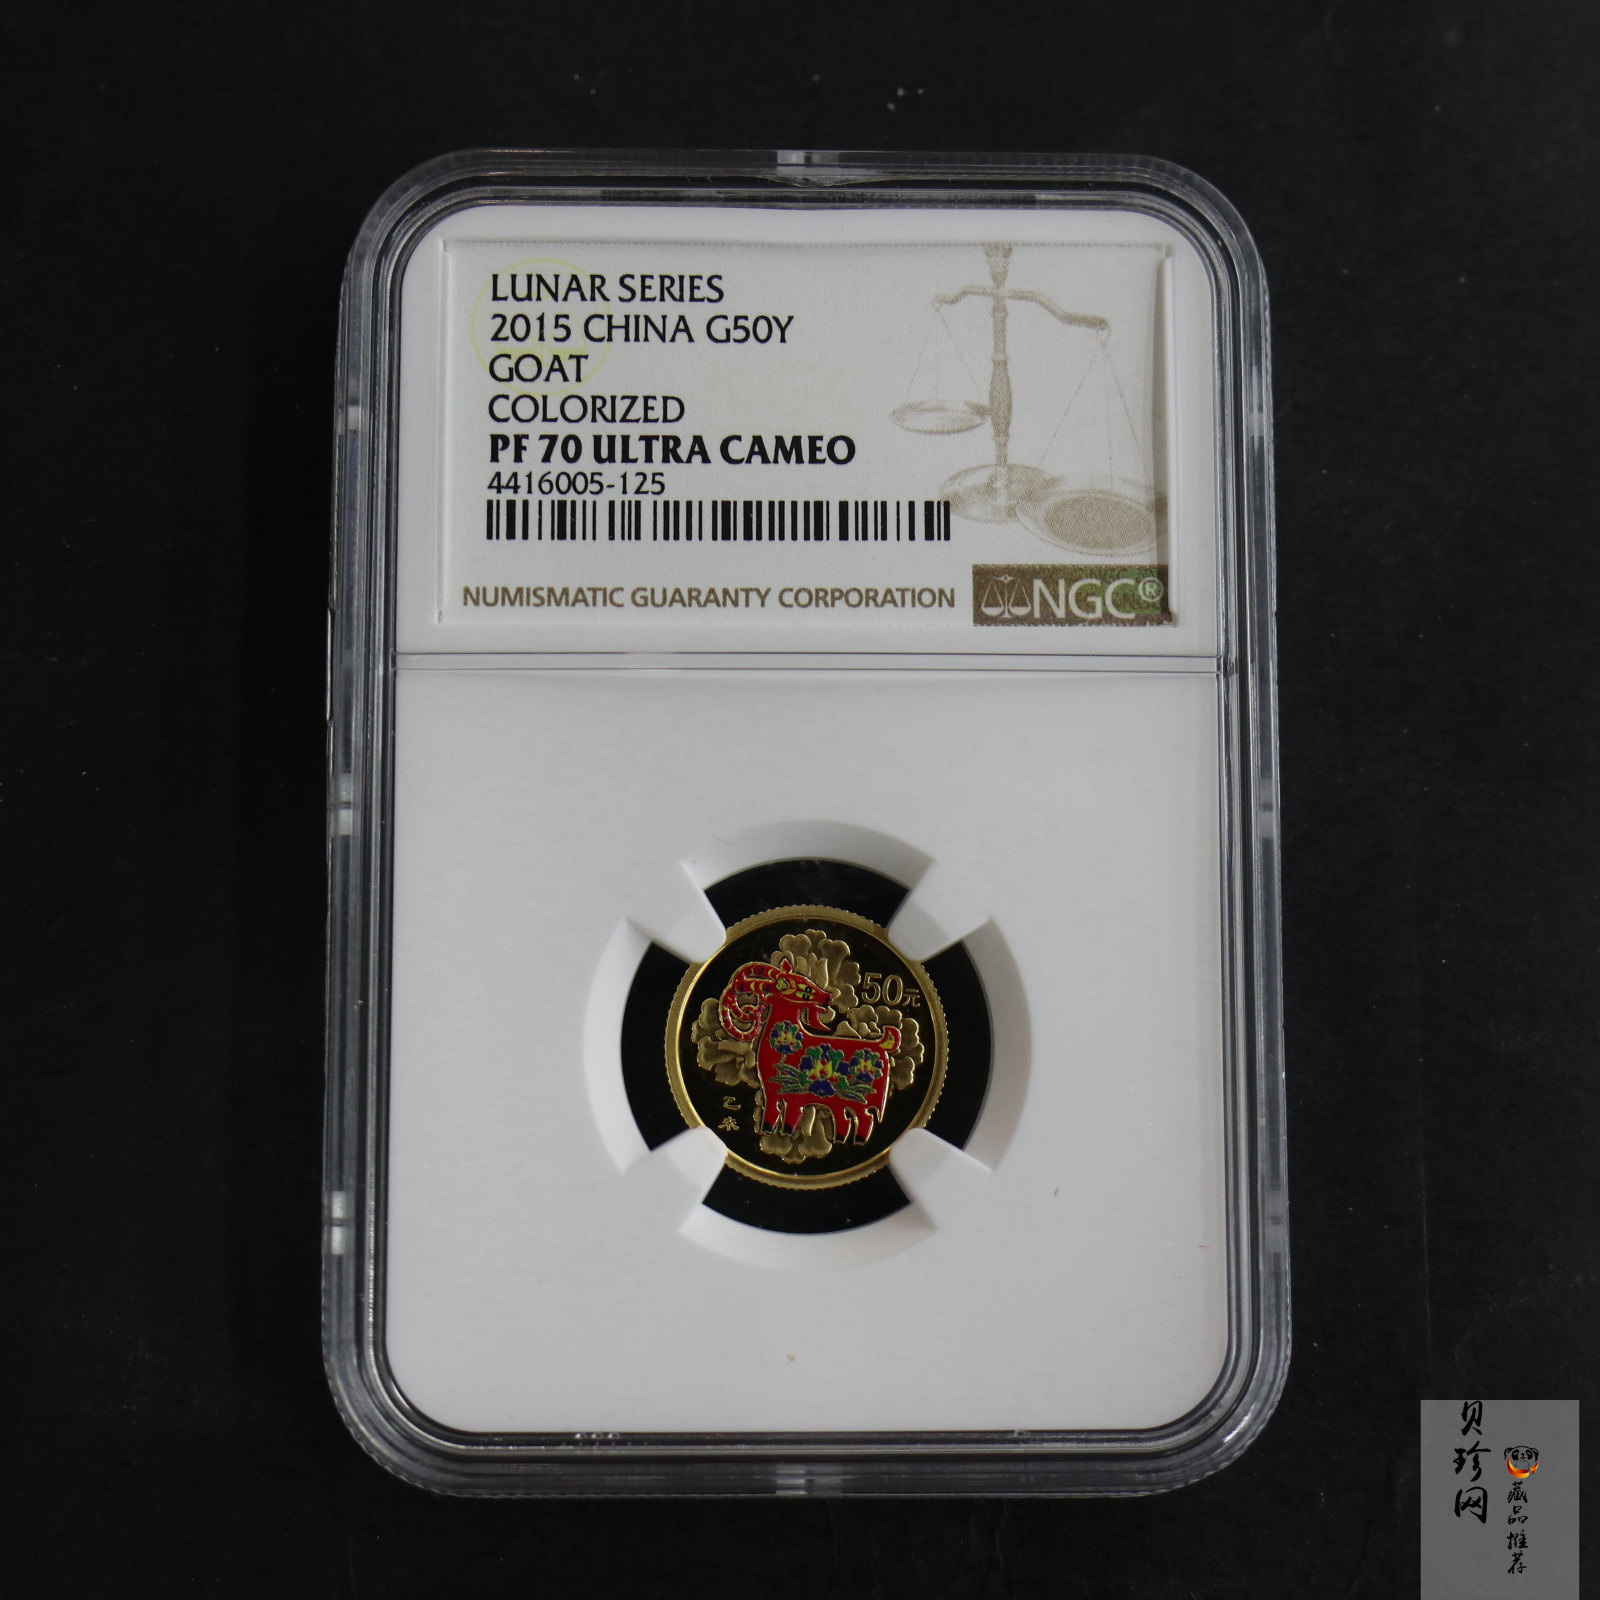 LUNAR SERIES
2015 CHINA G50Y
GOAT
COLORIZED
PF 70 ULTRA CAMEO
4416005-125
NUMISMATIC GUARANTY CORPORATION
NGC®
50元
乙未
贝珍网
藏品推荐